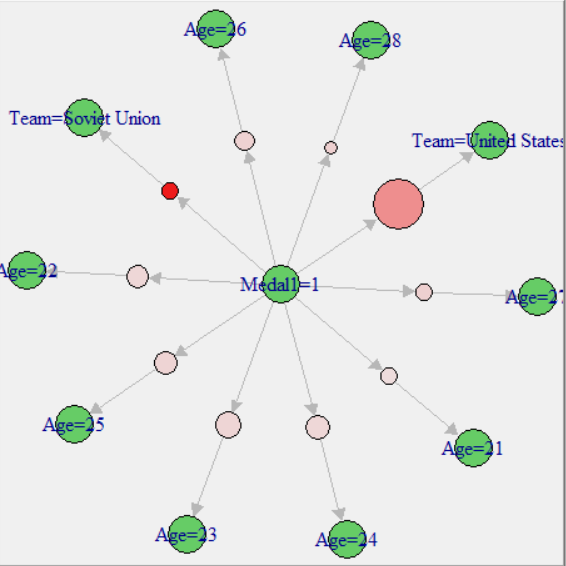 Age=26
Age=28
Team=Soviet Union
Team=United States
Age=22
Medal1=1
Age=27
Age=25
Age=21
Age=23
Age=24